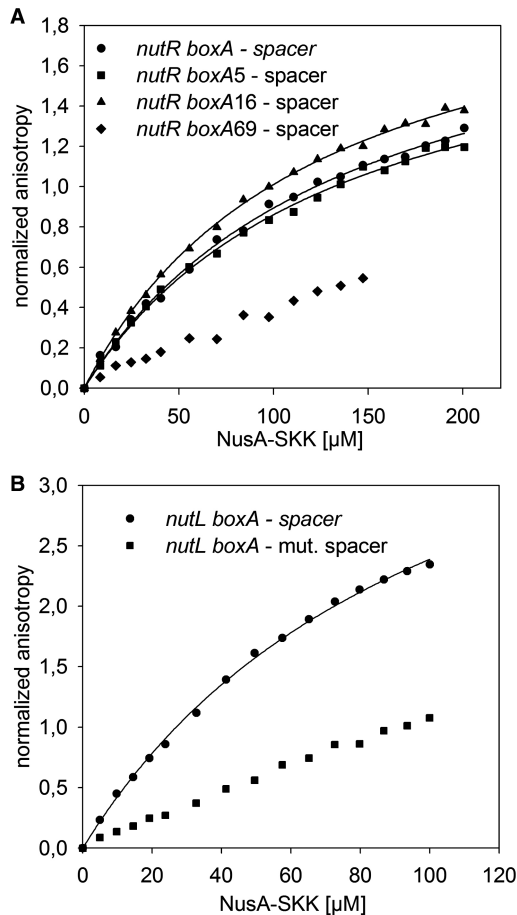 A
nutR boxA - spacer
nutR boxA5 - spacer
nutR boxA16 - spacer
nutR boxA69 - spacer
normalized anisotropy
1,8
1,6
1,4
1,2
1,0
0,8
0,6
0,4
0,2
0,0
0 50 100 150 200
NusA-SKK [µM]
B
nutL boxA - spacer
nutL boxA - mut. spacer
normalized anisotropy
3,0
2,5
2,0
1,5
1,0
0,5
0,0
0 20 40 60 80 100 120
NusA-SKK [µM]